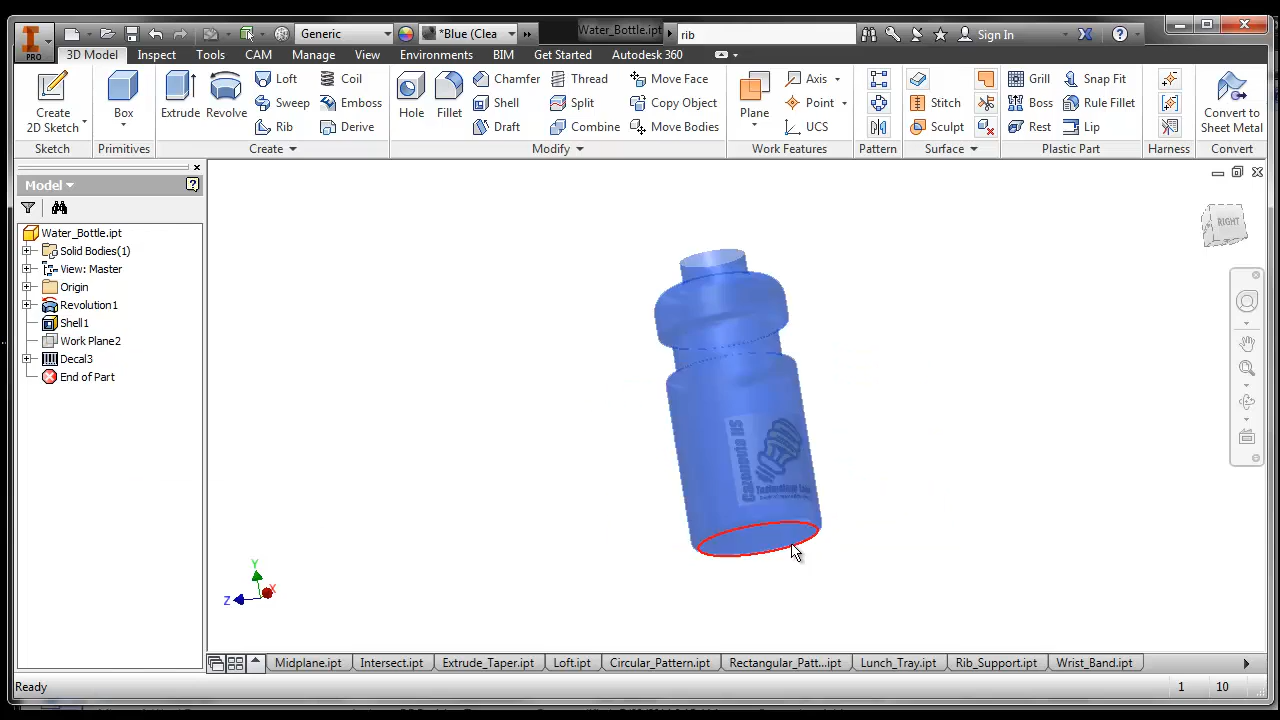 PRO
Generic
*Blue (Clea
Water_Bottle.ipt
rib
Sign In
3D Model
Inspect
Tools
CAM
Manage
View
Environments
BIM
Get Started
Autodesk 360
Create
2D Sketch
Box
Extrude
Revolve
Loft
Sweep
Rib
Coil
Emboss
Derive
Hole
Fillet
Chamfer
Shell
Draft
Thread
Split
Combine
Move Face
Copy Object
Move Bodies
Plane
Axis
Point
UCS
Stitch
Sculpt
Grill
Boss
Rest
Snap Fit
Rule Fillet
Lip
Convert to
Sheet Metal
Sketch
Primitives
Create
Modify
Work Features
Pattern
Surface
Plastic Part
Harness
Convert
Model
Water_Bottle.ipt
Solid Bodies(1)
View: Master
Origin
Revolution1
Shell1
Work Plane2
Decal3
End of Part
RIGHT
Cazenovia HS
Y
Z
X
Midplane.ipt
Intersect.ipt
Extrude_Taper.ipt
Loft.ipt
Circular_Pattern.ipt
Rectangular_Patt...ipt
Lunch_Tray.ipt
Rib_Support.ipt
Wrist_Band.ipt
Ready
1
10